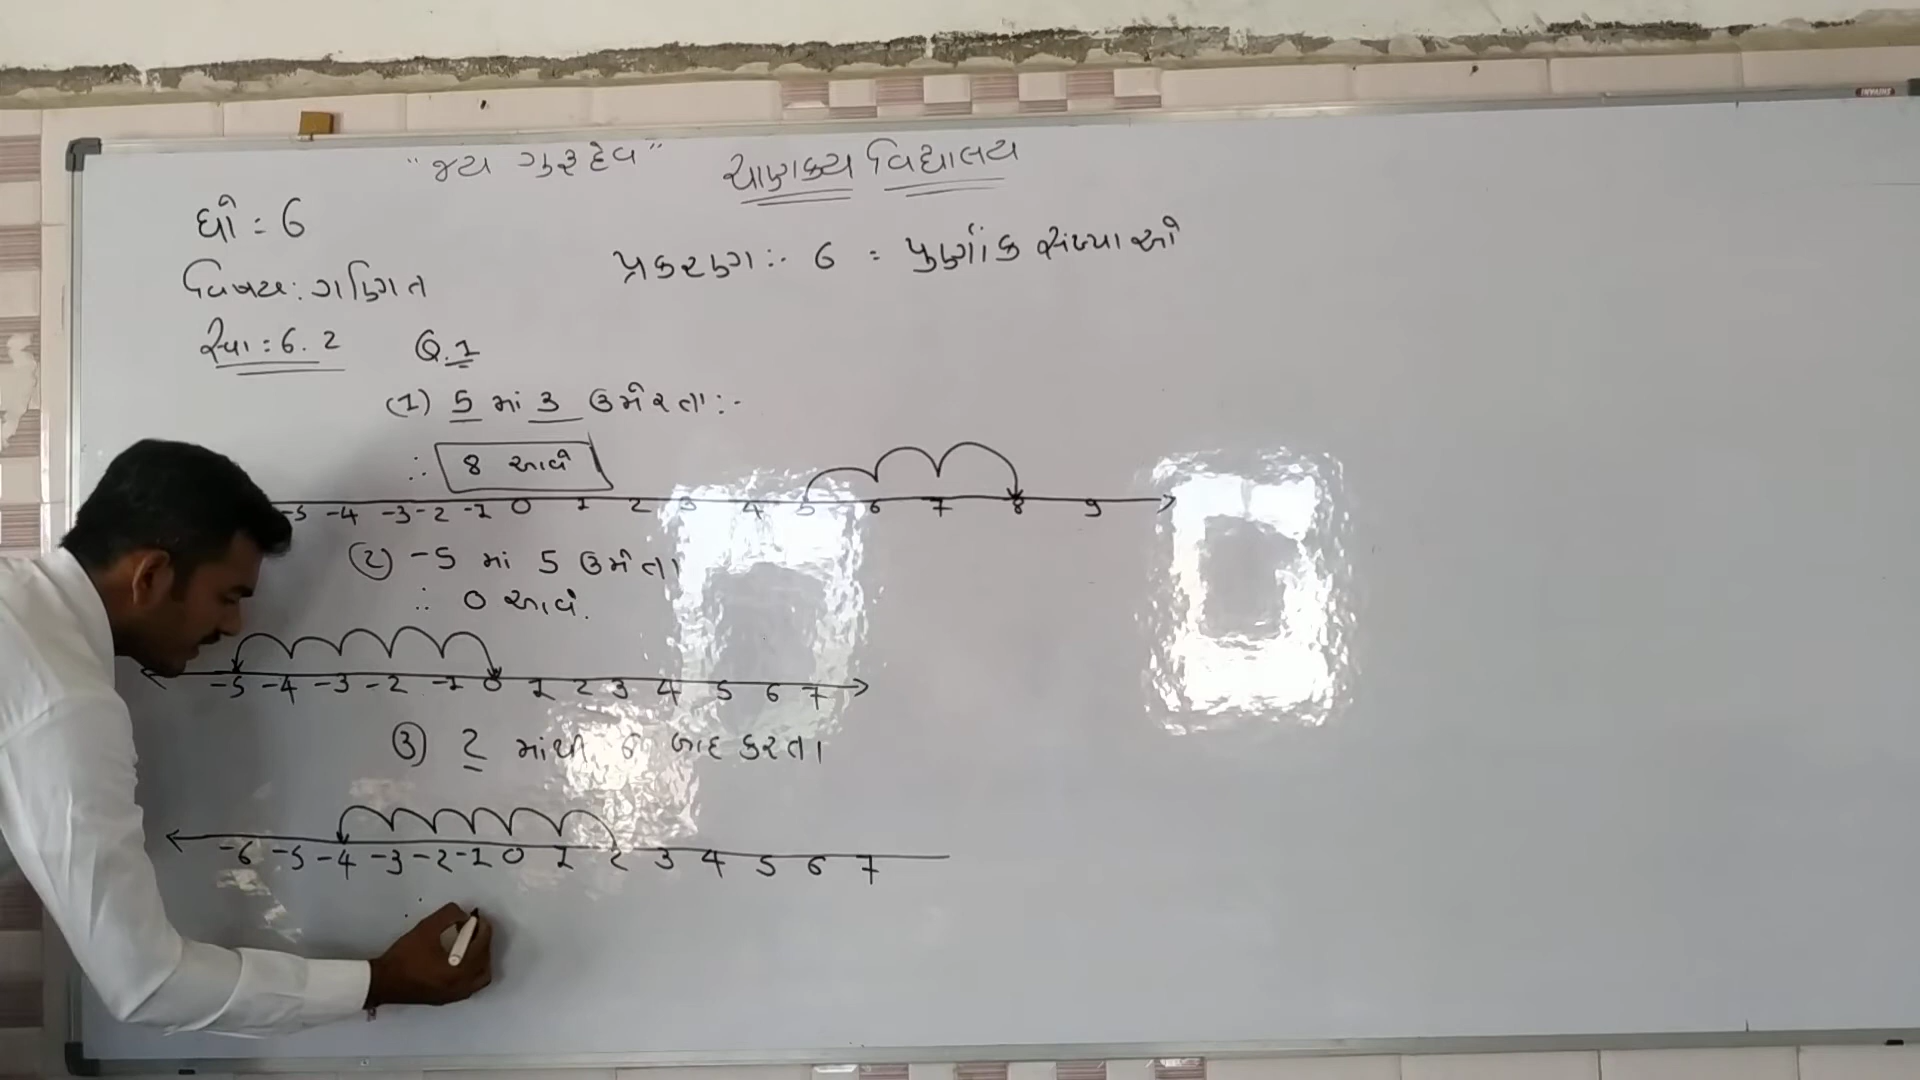 "જય ગુરૂદેવ" ચાણક્ય વિદ્યાલય
ધો = 6
પ્રકરણ :- 6 = પુર્ણાંક સંખ્યાઓ
વિષય: ગણિત
સ્વા = 6.2 Q.1
(1) 5 માં 3 ઉમેરતા :-
∴ 8 આવે
-5 -4 -3 -2 -1 0 1 2 3 4 5 6 7 8 9
(2) -5 માં 5 ઉમેતા
∴ 0 આવે.
-5 -4 -3 -2 -1 0 1 2 3 4 5 6 7
(3) 2 માંથી 6 બાદ કરતા
-6 -5 -4 -3 -2 -1 0 1 2 3 4 5 6 7
∴